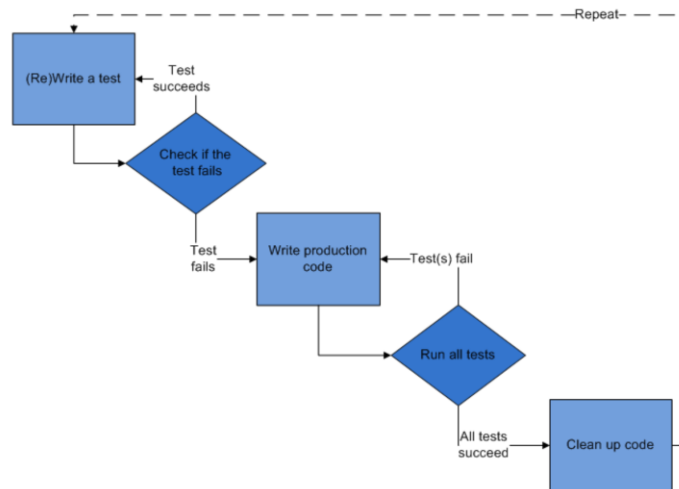 Repeat
(Re)Write a test
Test
succeeds
Check if the
test fails
Test
fails
Write production
code
Test(s) fail
Run all tests
All tests
succeed
Clean up code